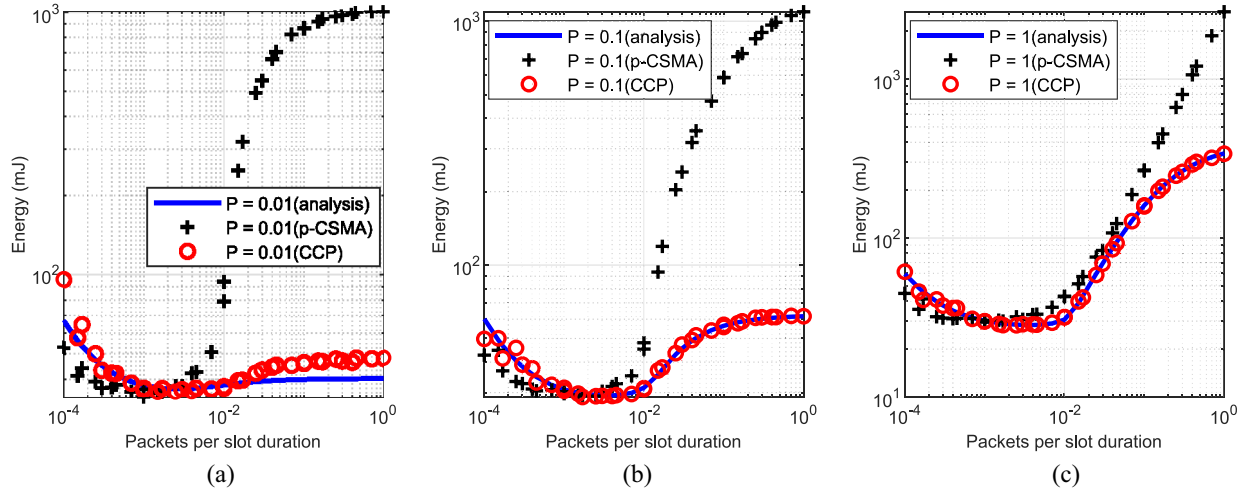 10^3
10^2
Energy (mJ)
P = 0.01(analysis)
P = 0.01(p-CSMA)
P = 0.01(CCP)
10^-4
10^-2
10^0
Packets per slot duration
(a)
10^3
10^2
Energy (mJ)
P = 0.1(analysis)
P = 0.1(p-CSMA)
P = 0.1(CCP)
10^-4
10^-2
10^0
Packets per slot duration
(b)
10^3
10^2
10^1
Energy (mJ)
P = 1(analysis)
P = 1(p-CSMA)
P = 1(CCP)
10^-4
10^-2
10^0
Packets per slot duration
(c)